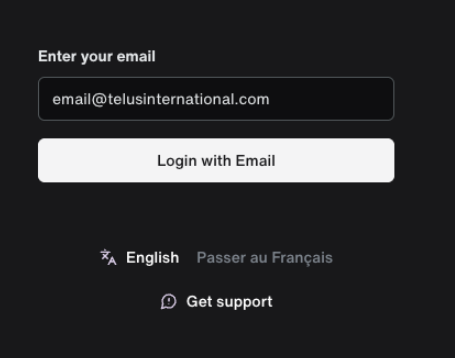 Enter your email
email@telusinternational.com
Login with Email
English Passer au Français
Get support